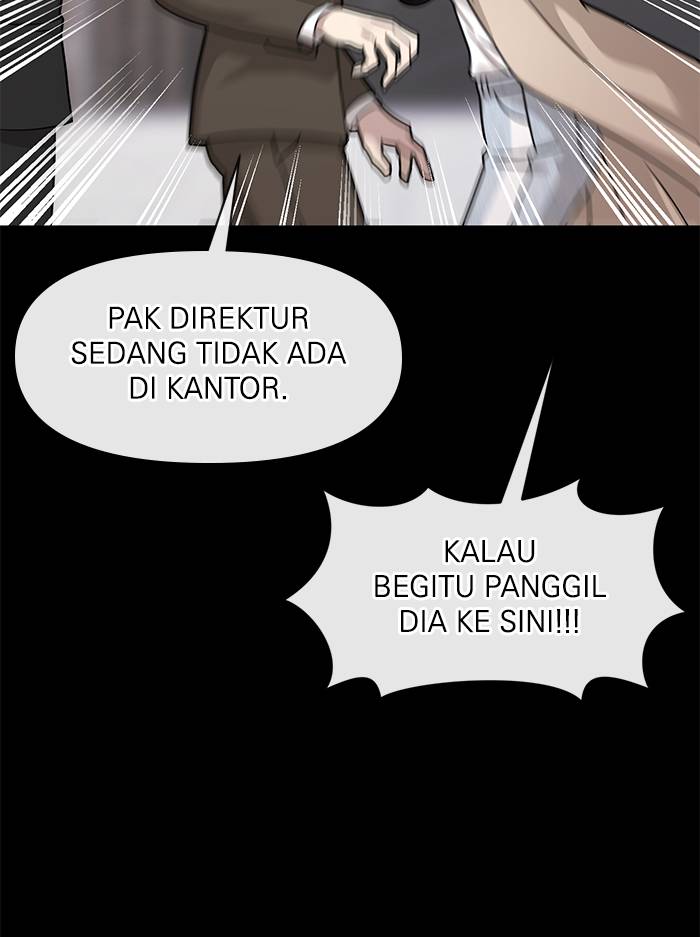 PAK DIREKTUR
SEDANG TIDAK ADA
DI KANTOR.
KALAU
BEGITU PANGGIL
DIA KE SINI!!!